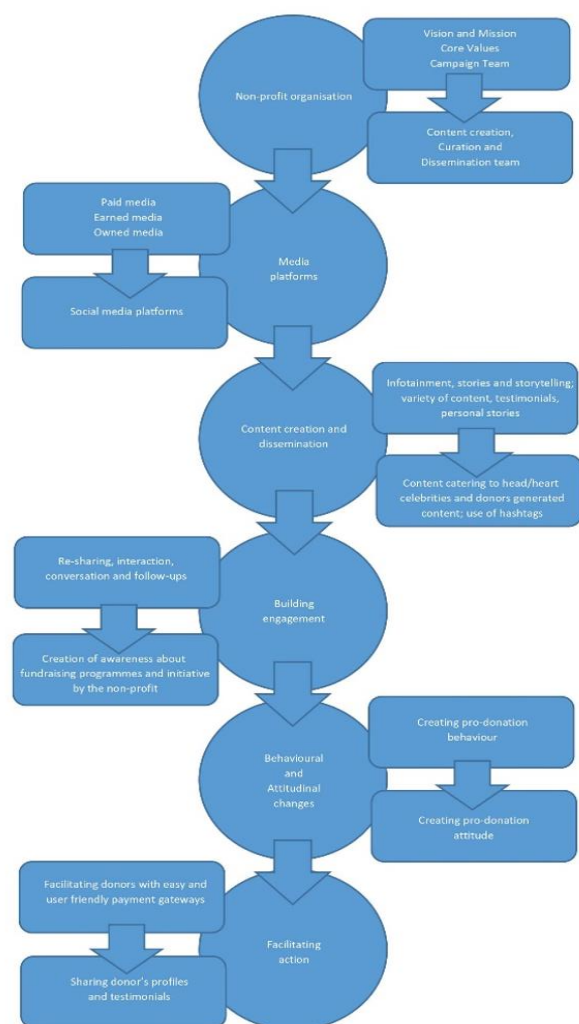 Vision and Mission
Core Values
Campaign Team
Non-profit organisation
Content creation,
Curation and
Dissemination team
Paid media
Earned media
Owned media
Media
platforms
Social media platforms
Infotainment, stories and storytelling;
variety of content, testimonials,
personal stories
Content creation and
dissemination
Content catering to head/heart
celebrities and donors generated
content; use of hashtags
Re-sharing, interaction,
conversation and follow-ups
Building
engagement
Creation of awareness about
fundraising programmes and initiative
by the non-profit
Creating pro-donation
behaviour
Behavioural
and
Attitudinal
changes
Creating pro-donation
attitude
Facilitating donors with easy and
user friendly payment gateways
Facilitating
action
Sharing donor's profiles
and testimonials